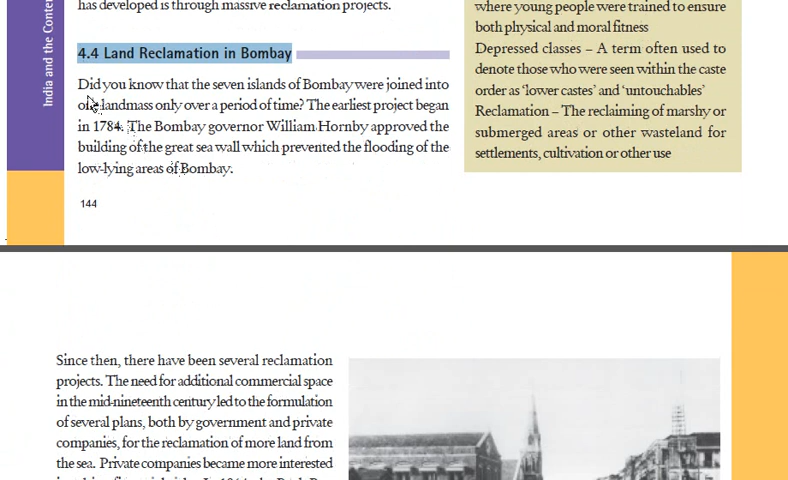 has developed is through massive reclamation projects.
4.4 Land Reclamation in Bombay
Did you know that the seven islands of Bombay were joined into
one landmass only over a period of time? The earliest project began
in 1784. The Bombay governor William Hornby approved the
building of the great sea wall which prevented the flooding of the
low-lying areas of Bombay.
144
India and the Conte
where young people were trained to ensure
both physical and moral fitness
Depressed classes – A term often used to
denote those who were seen within the caste
order as ‘lower castes’ and ‘untouchables’
Reclamation – The reclaiming of marshy or
submerged areas or other wasteland for
settlements, cultivation or other use
Since then, there have been several reclamation
projects. The need for additional commercial space
in the mid-nineteenth century led to the formulation
of several plans, both by government and private
companies, for the reclamation of more land from
the sea. Private companies became more interested